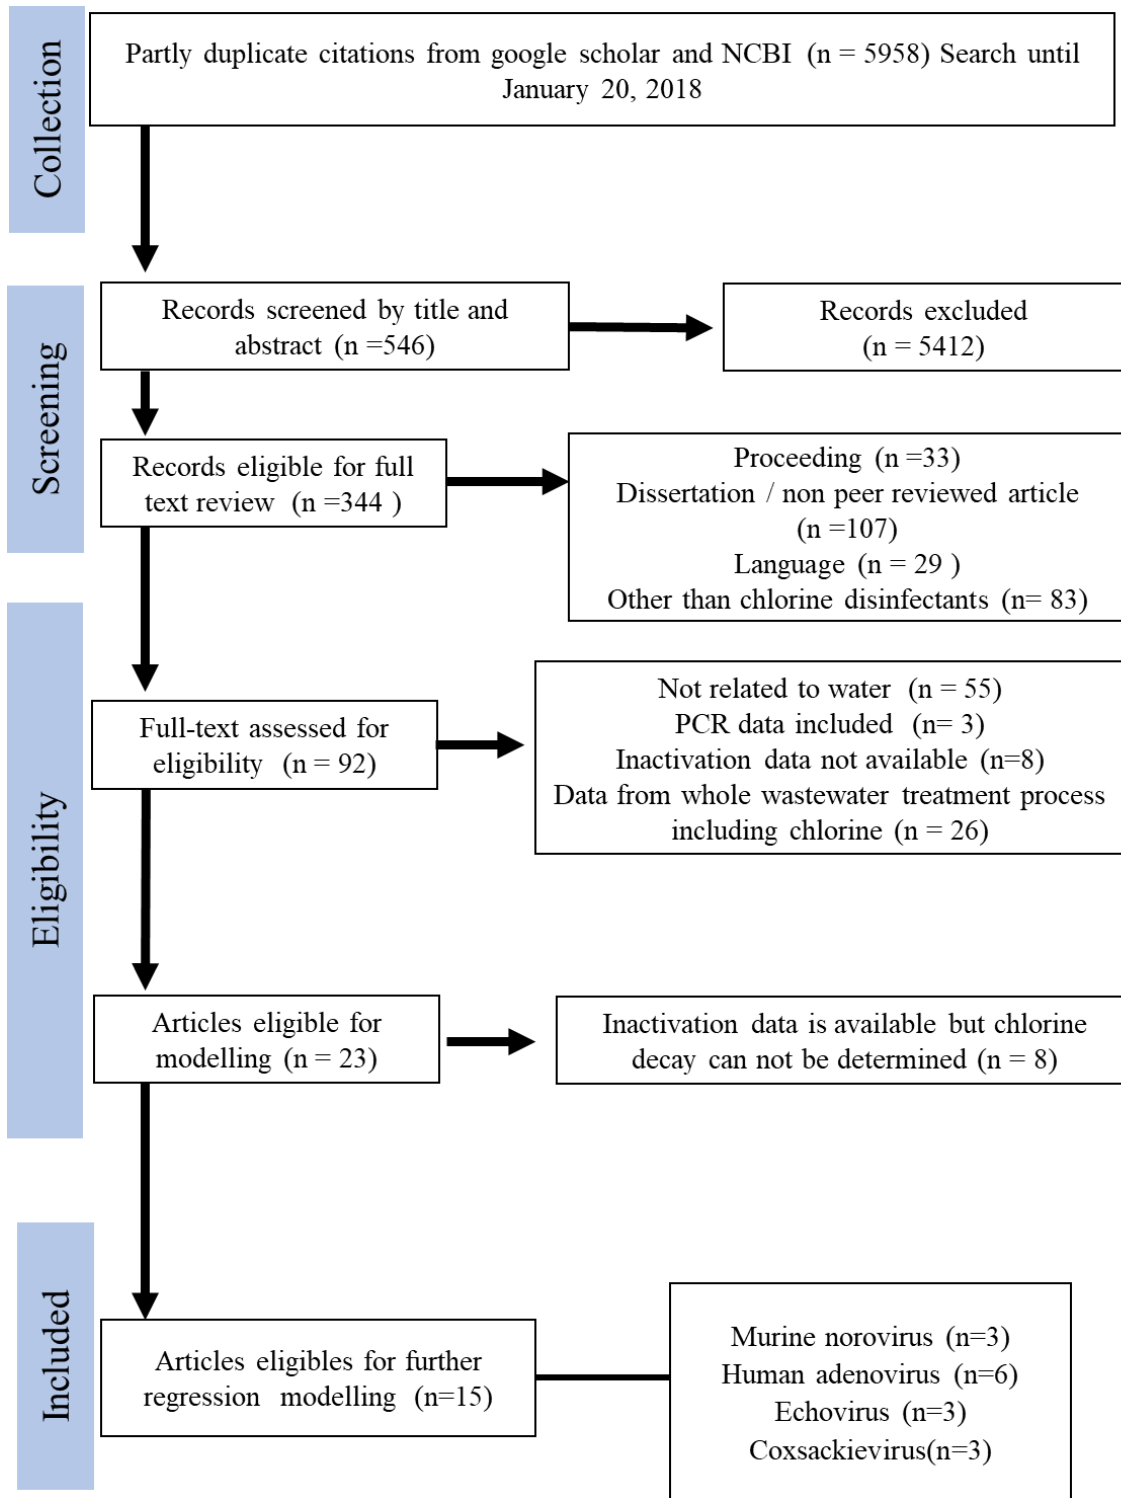 Collection
Partly duplicate citations from google scholar and NCBI (n = 5958) Search until
January 20, 2018
Screening
Records screened by title and
abstract (n =546)
Records excluded
(n = 5412)
Records eligible for full
text review (n =344 )
Proceeding (n =33)
Dissertation / non peer reviewed article
(n =107)
Language (n = 29 )
Other than chlorine disinfectants (n= 83)
Eligibility
Full-text assessed for
eligibility (n = 92)
Not related to water (n = 55)
PCR data included (n= 3)
Inactivation data not available (n=8)
Data from whole wastewater treatment process
including chlorine (n = 26)
Articles eligible for
modelling (n = 23)
Inactivation data is available but chlorine
decay can not be determined (n = 8)
Included
Articles eligibles for further
regression modelling (n=15)
Murine norovirus (n=3)
Human adenovirus (n=6)
Echovirus (n=3)
Coxsackievirus(n=3)